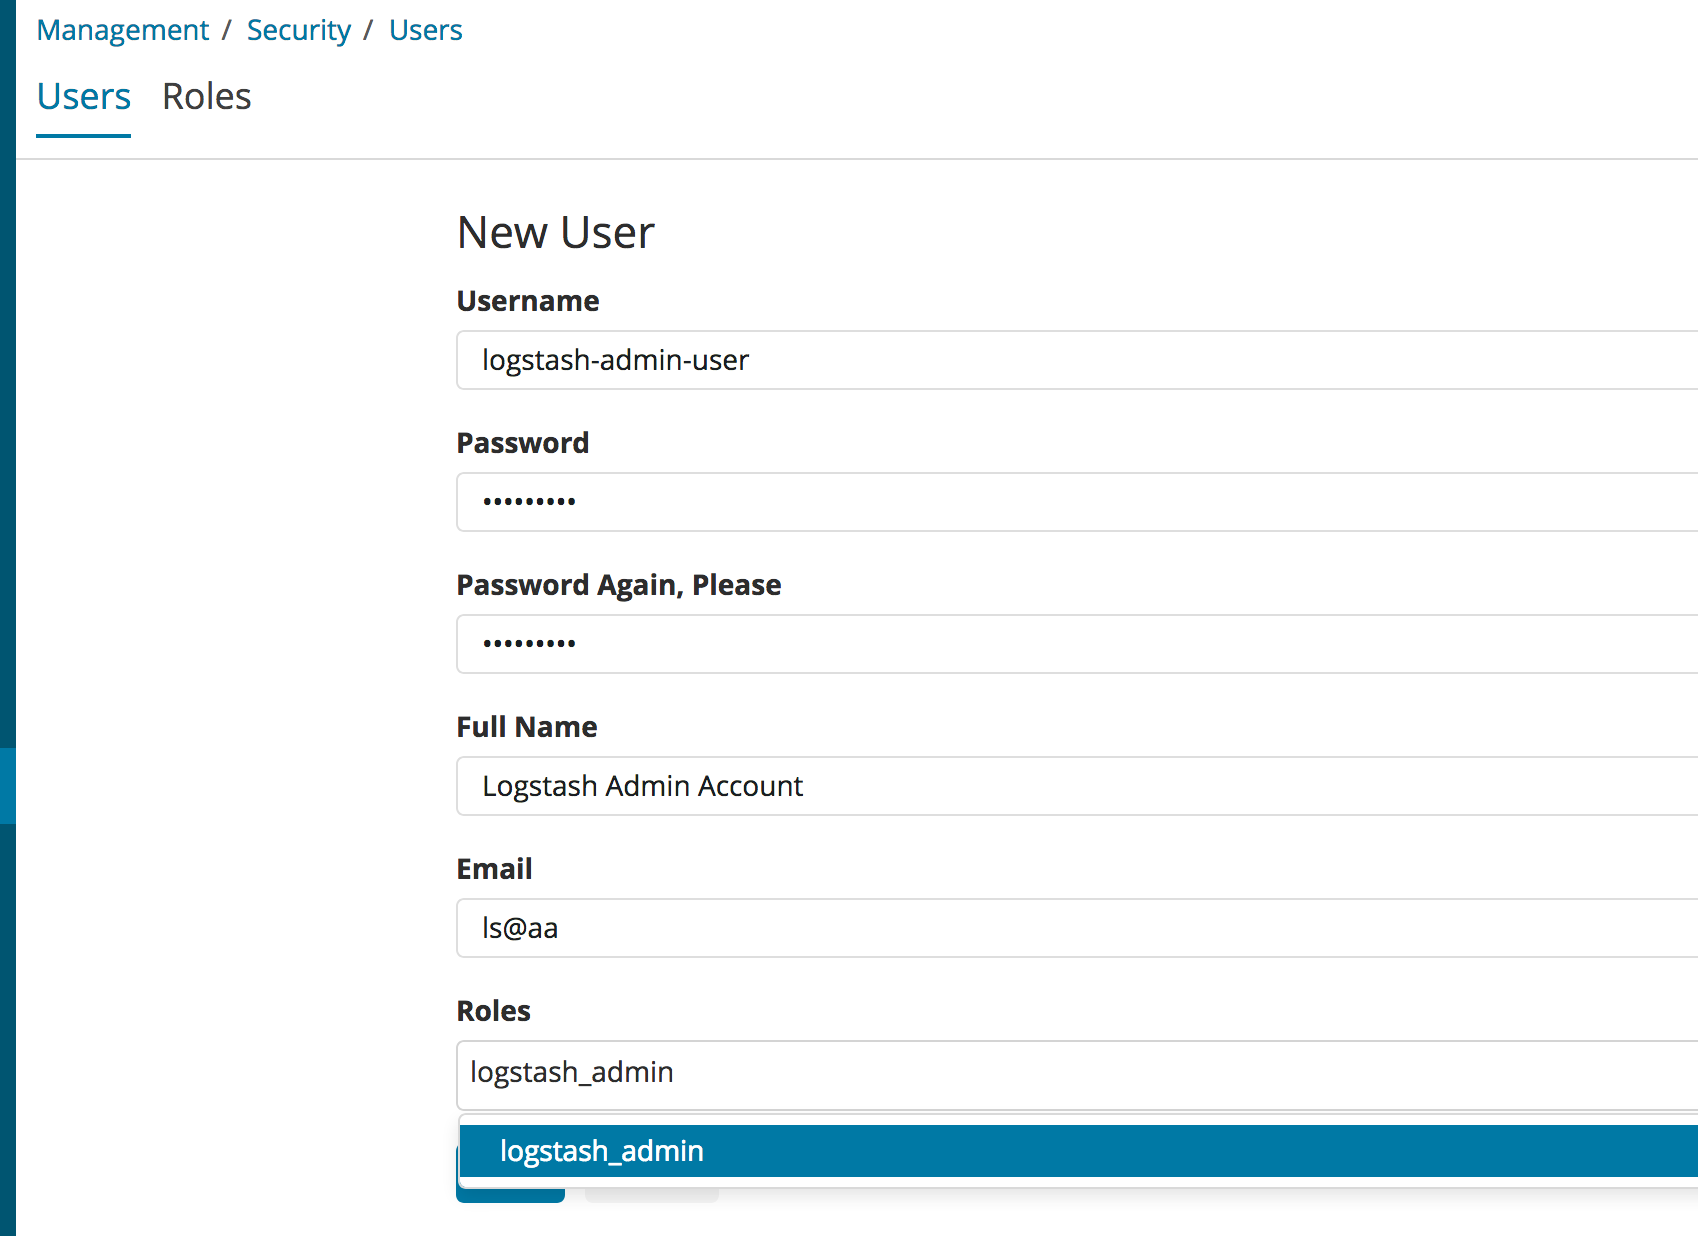 Management / Security / Users
Users Roles
New User
Username
logstash-admin-user
Password
•••••••••
Password Again, Please
•••••••••
Full Name
Logstash Admin Account
Email
ls@aa
Roles
logstash_admin
logstash_admin